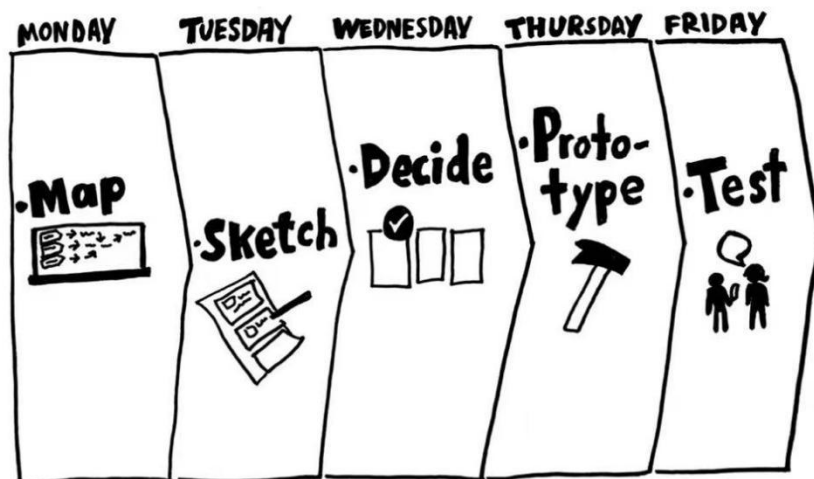 MONDAY
TUESDAY
WEDNESDAY
THURSDAY
FRIDAY
·Map
·Sketch
·Decide
·Proto-
type
·Test